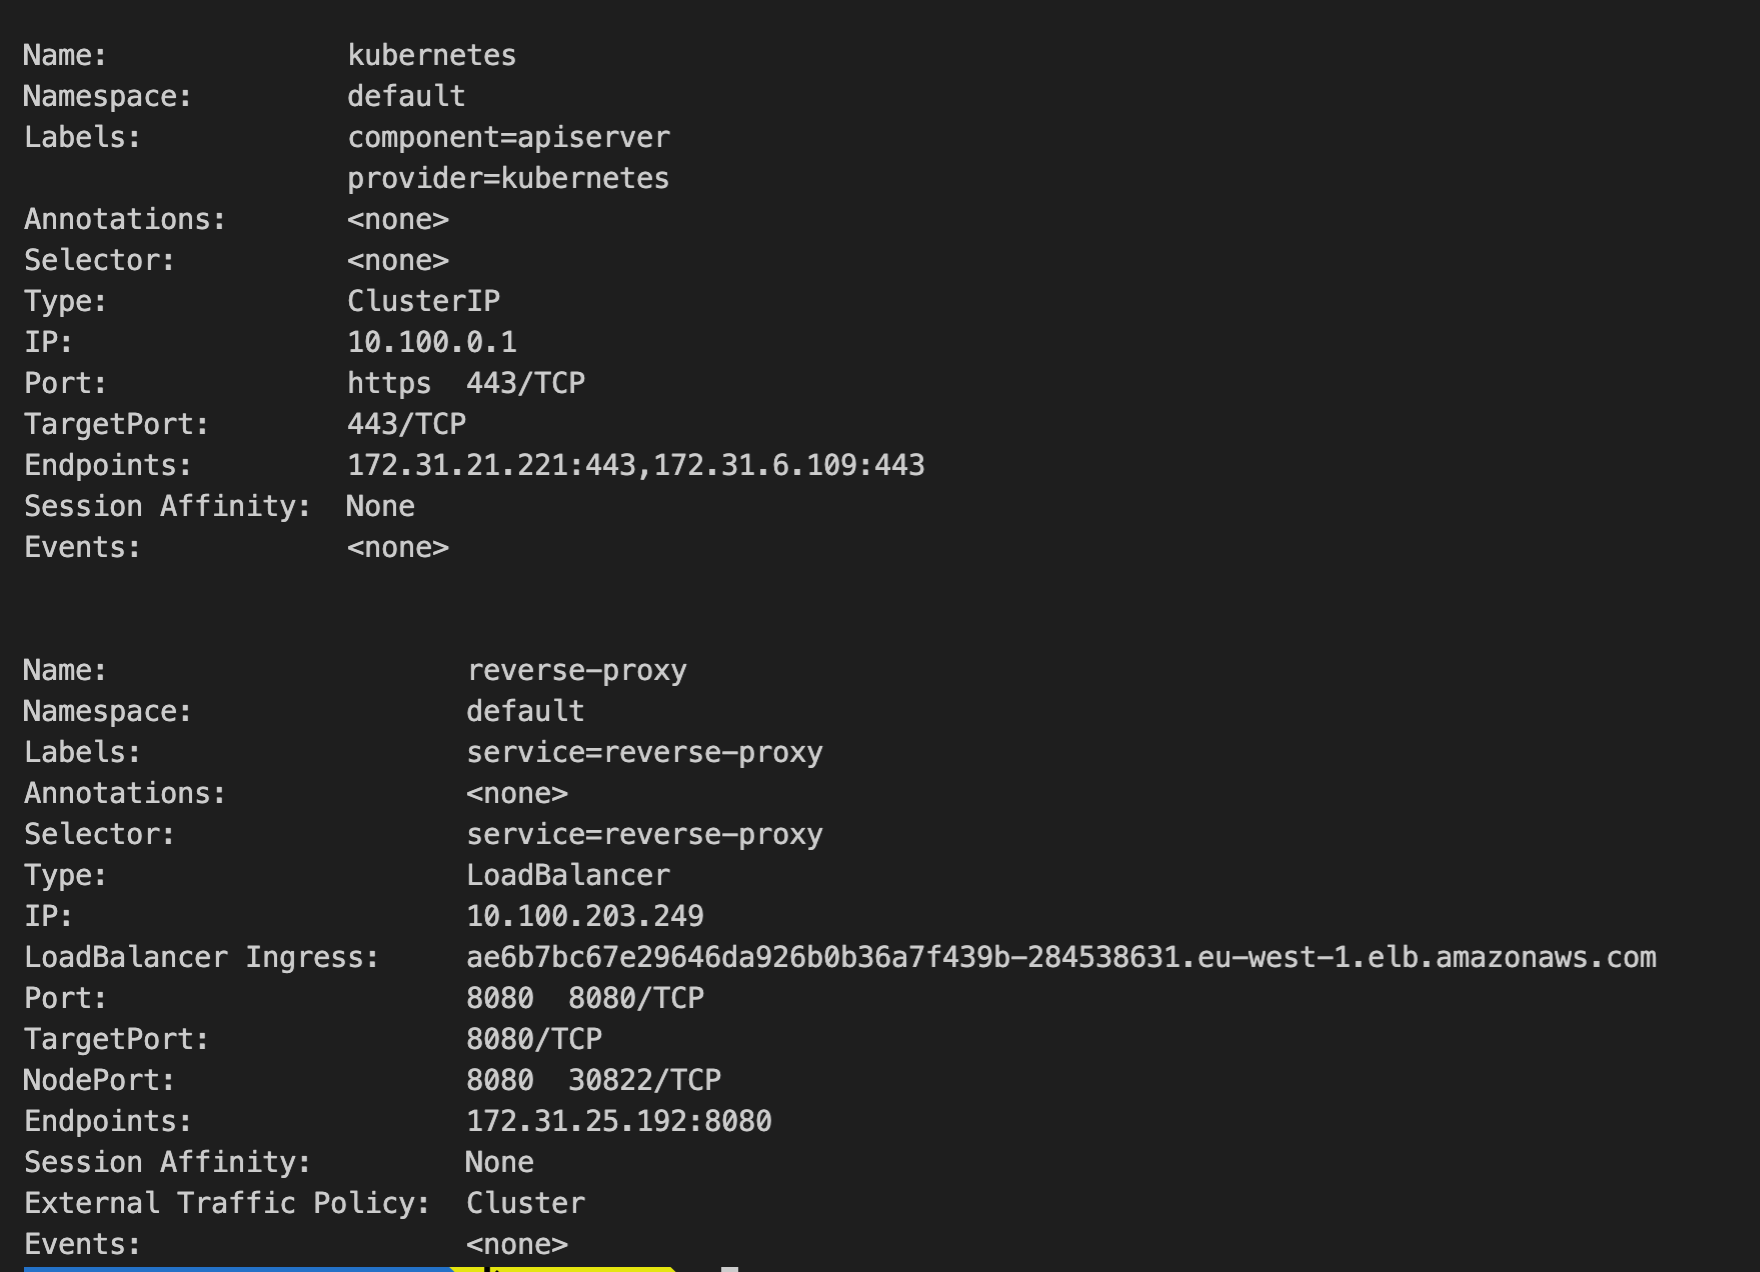 Name: kubernetes
Namespace: default
Labels: component=apiserver
provider=kubernetes
Annotations: <none>
Selector: <none>
Type: ClusterIP
IP: 10.100.0.1
Port: https 443/TCP
TargetPort: 443/TCP
Endpoints: 172.31.21.221:443,172.31.6.109:443
Session Affinity: None
Events: <none>
Name: reverse-proxy
Namespace: default
Labels: service=reverse-proxy
Annotations: <none>
Selector: service=reverse-proxy
Type: LoadBalancer
IP: 10.100.203.249
LoadBalancer Ingress: ae6b7bc67e29646da926b0b36a7f439b-284538631.eu-west-1.elb.amazonaws.com
Port: 8080 8080/TCP
TargetPort: 8080/TCP
NodePort: 8080 30822/TCP
Endpoints: 172.31.25.192:8080
Session Affinity: None
External Traffic Policy: Cluster
Events: <none>